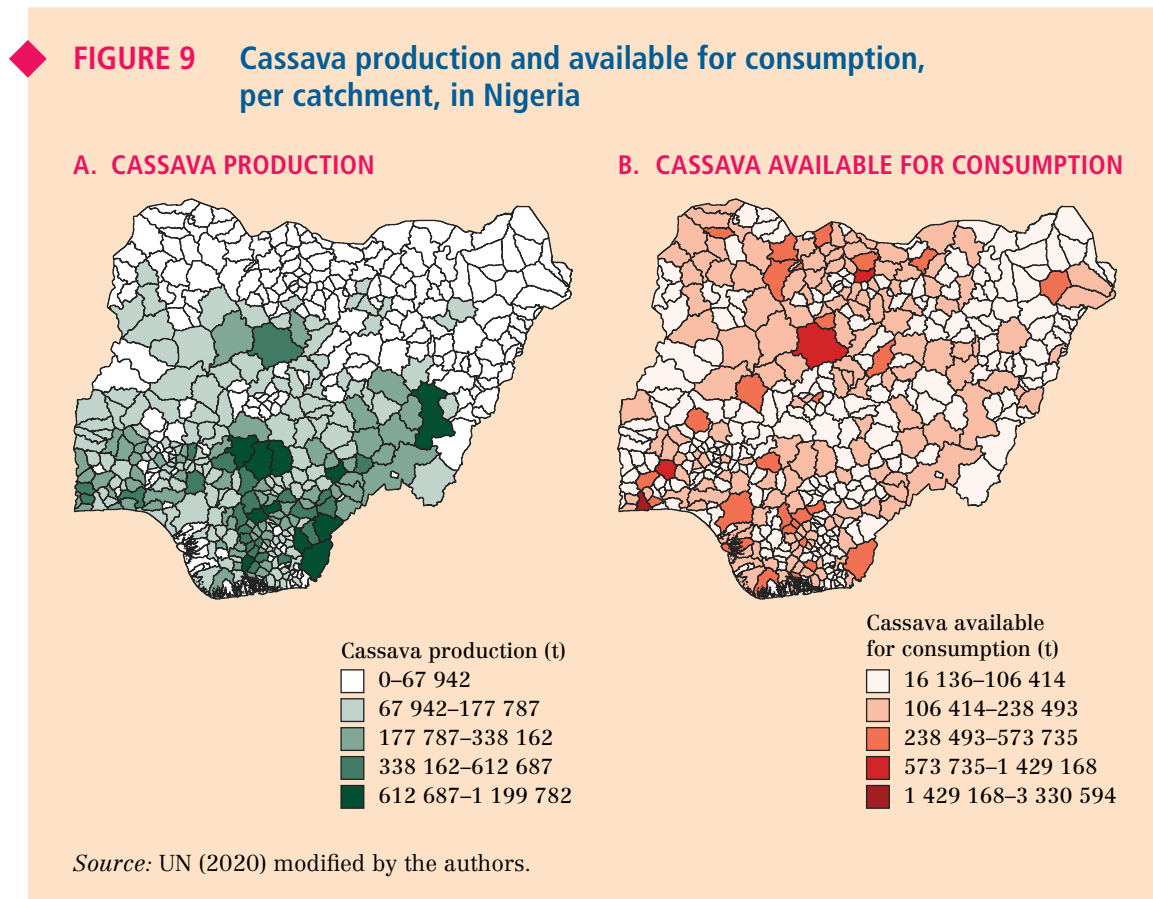 FIGURE 9 Cassava production and available for consumption,
per catchment, in Nigeria
A. CASSAVA PRODUCTION
B. CASSAVA AVAILABLE FOR CONSUMPTION
Cassava production (t)
0–67 942
67 942–177 787
177 787–338 162
338 162–612 687
612 687–1 199 782
Cassava available
for consumption (t)
16 136–106 414
106 414–238 493
238 493–573 735
573 735–1 429 168
1 429 168–3 330 594
Source: UN (2020) modified by the authors.